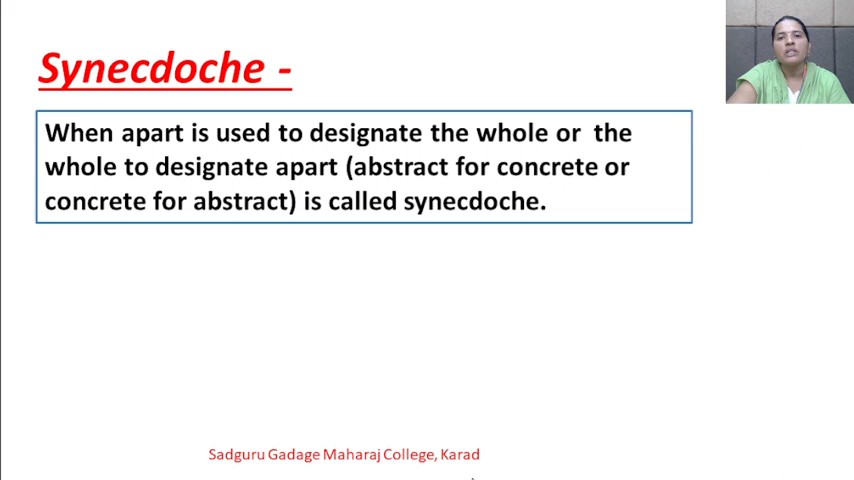 Synecdoche -
When apart is used to designate the whole or the
whole to designate apart (abstract for concrete or
concrete for abstract) is called synecdoche.
Sadguru Gadage Maharaj College, Karad